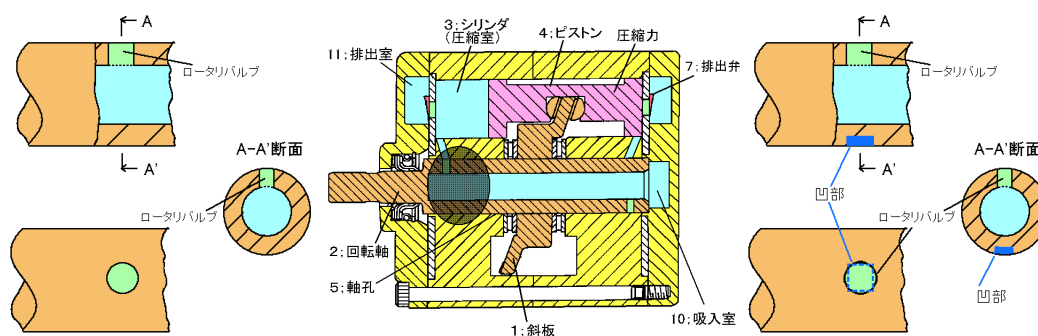 A
ロータリバルブ
A'
A-A'断面
ロータリバルブ
3;シリンダ
(圧縮室)
11;排出室
4;ピストン
圧縮力
7;排出弁
2;回転軸
5;軸孔
1;斜板
10;吸入室
A
ロータリバルブ
A'
凹部
A-A'断面
ロータリバルブ
凹部